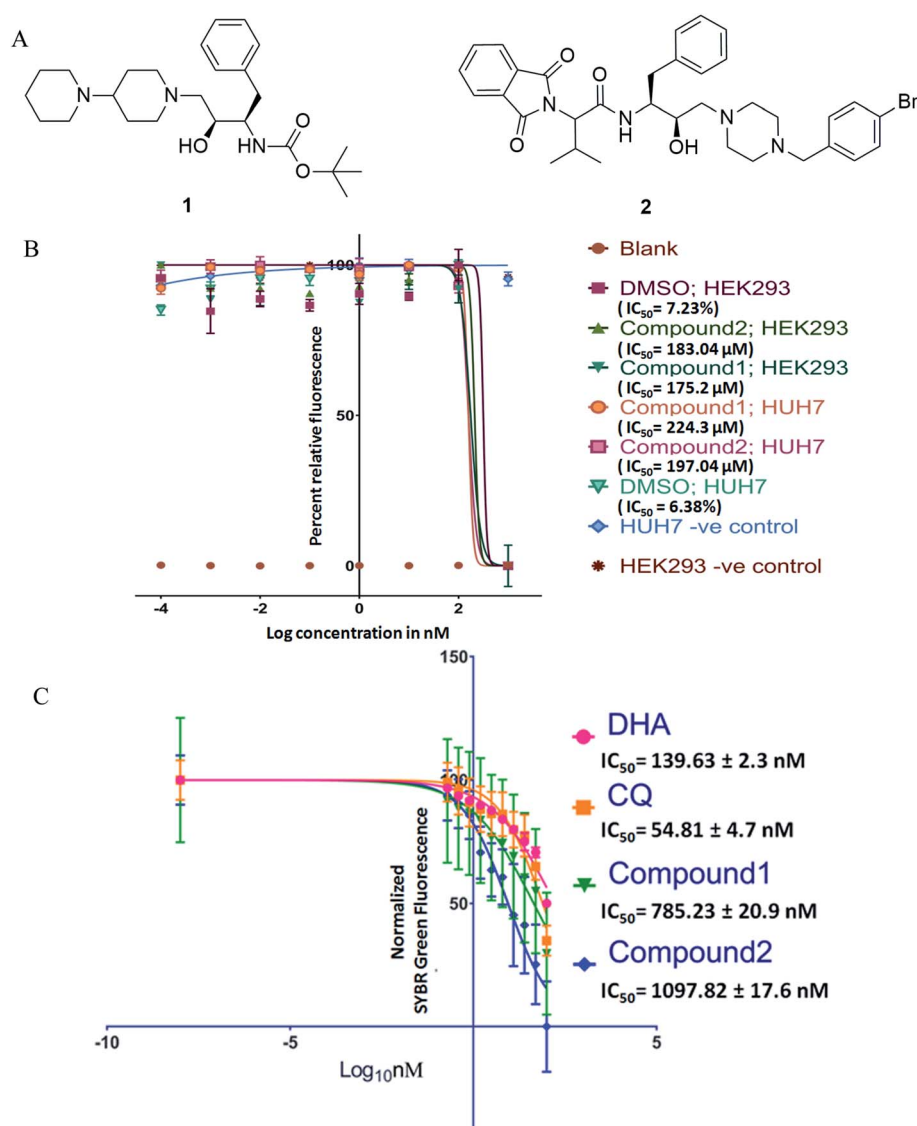 A
N
N
HO
HN
O
O
1
O
N
O
O
N
H
OH
N
N
Br
2
B
100
50
0
-4
-2
0
2
Percent relative fluorescence
Log concentration in nM
Blank
DMSO; HEK293
( IC50= 7.23%)
Compound2; HEK293
( IC50= 183.04 µM)
Compound1; HEK293
(IC50= 175.2 µM)
Compound1; HUH7
(IC50= 224.3 µM)
Compound2; HUH7
(IC50= 197.04 µM)
DMSO; HUH7
(IC50 = 6.38%)
HUH7 -ve control
HEK293 -ve control
C
150
100
50
Normalized
SYBR Green Fluorescence
-10
-5
5
Log10nM
DHA
IC50= 139.63 ± 2.3 nM
CQ
IC50= 54.81 ± 4.7 nM
Compound1
IC50= 785.23 ± 20.9 nM
Compound2
IC50= 1097.82 ± 17.6 nM